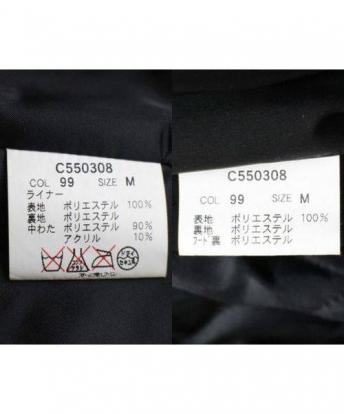 C550308
COL 99 SIZE M
ライナー
表地 ポリエステル 100%
裏地 ポリエステル
中わた ポリエステル 90%
アクリル 10%
C550308
COL 99 SIZE M
表地 ポリエステル 100%
裏地 ポリエステル
フード裏 ポリエステル